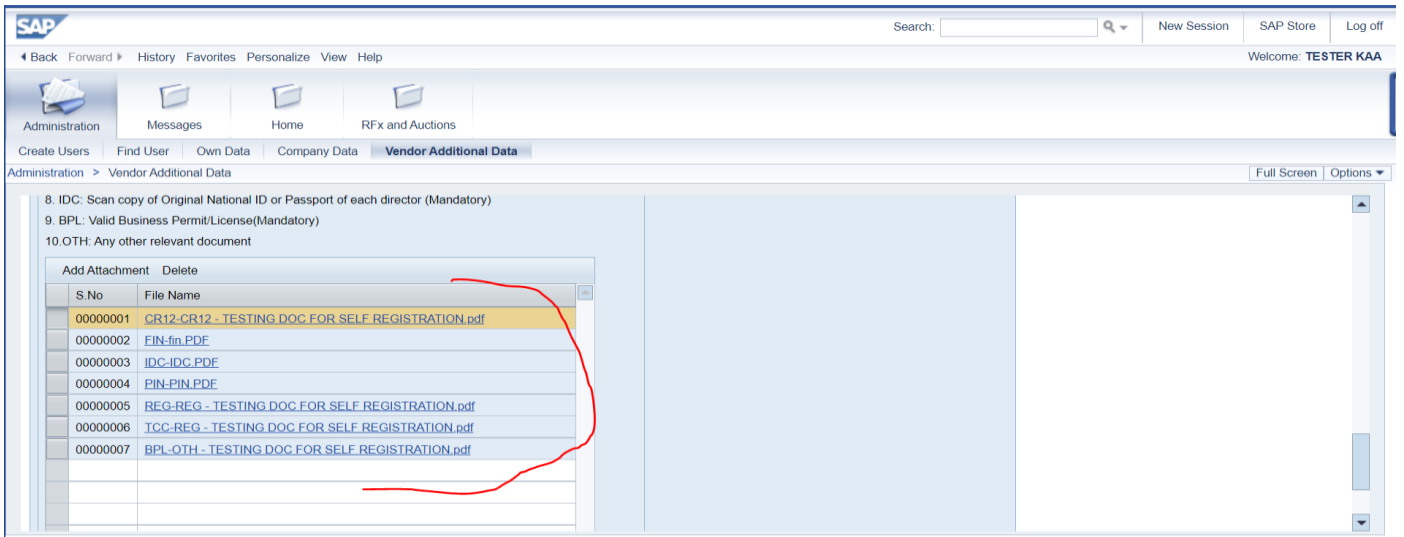 SAP Search: New Session SAP Store Log off
Back Forward History Favorites Personalize View Help Welcome: TESTER KAA
Administration Messages Home RFx and Auctions
Create Users Find User Own Data Company Data Vendor Additional Data
Administration > Vendor Additional Data Full Screen Options
8. IDC: Scan copy of Original National ID or Passport of each director (Mandatory)
9. BPL: Valid Business Permit/License(Mandatory)
10.OTH: Any other relevant document
Add Attachment Delete
S.No File Name
00000001 CR12-CR12 - TESTING DOC FOR SELF REGISTRATION.pdf
00000002 FIN-fin.PDF
00000003 IDC-IDC.PDF
00000004 PIN-PIN.PDF
00000005 REG-REG - TESTING DOC FOR SELF REGISTRATION.pdf
00000006 TCC-REG - TESTING DOC FOR SELF REGISTRATION.pdf
00000007 BPL-OTH - TESTING DOC FOR SELF REGISTRATION.pdf